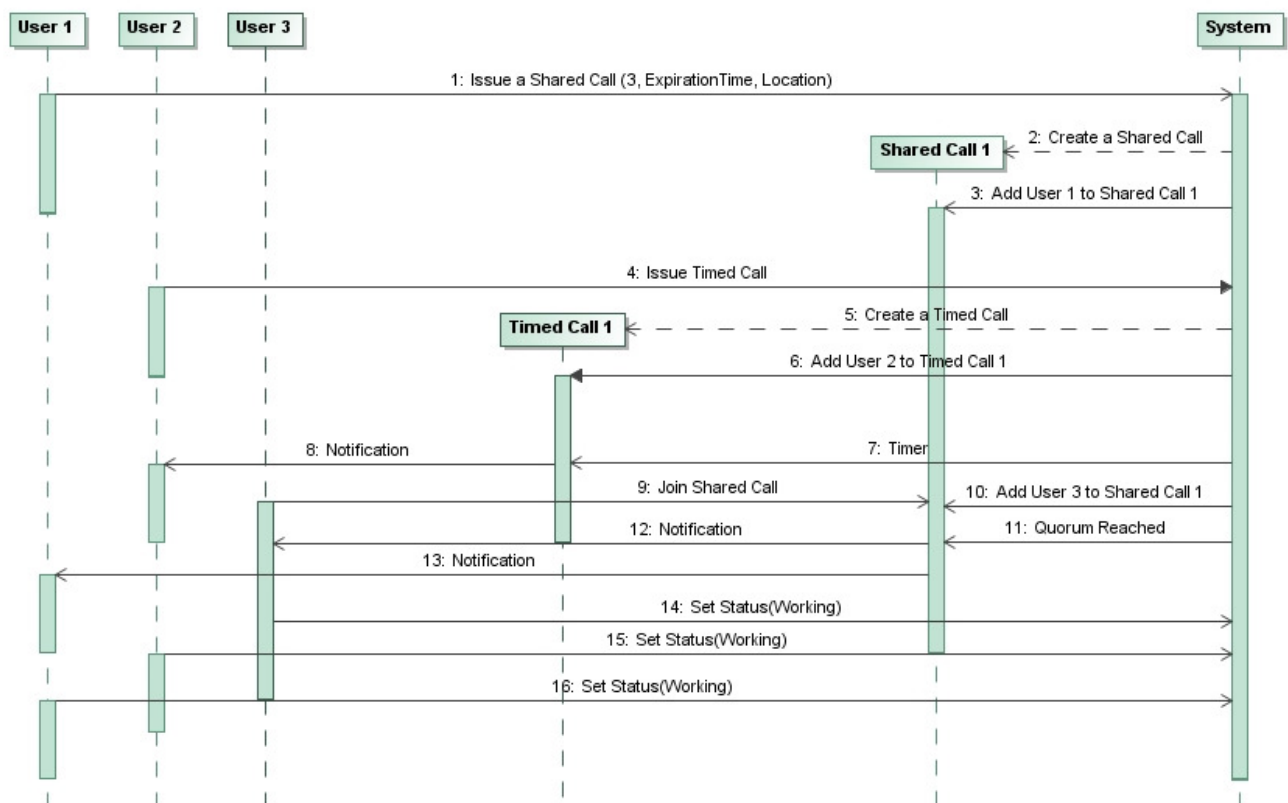 User 1
User 2
User 3
System
1: Issue a Shared Call (3, ExpirationTime, Location)
Shared Call 1
2: Create a Shared Call
3: Add User 1 to Shared Call 1
4: Issue Timed Call
Timed Call 1
5: Create a Timed Call
6: Add User 2 to Timed Call 1
8: Notification
7: Timer
9: Join Shared Call
10: Add User 3 to Shared Call 1
12: Notification
11: Quorum Reached
13: Notification
14: Set Status(Working)
15: Set Status(Working)
16: Set Status(Working)